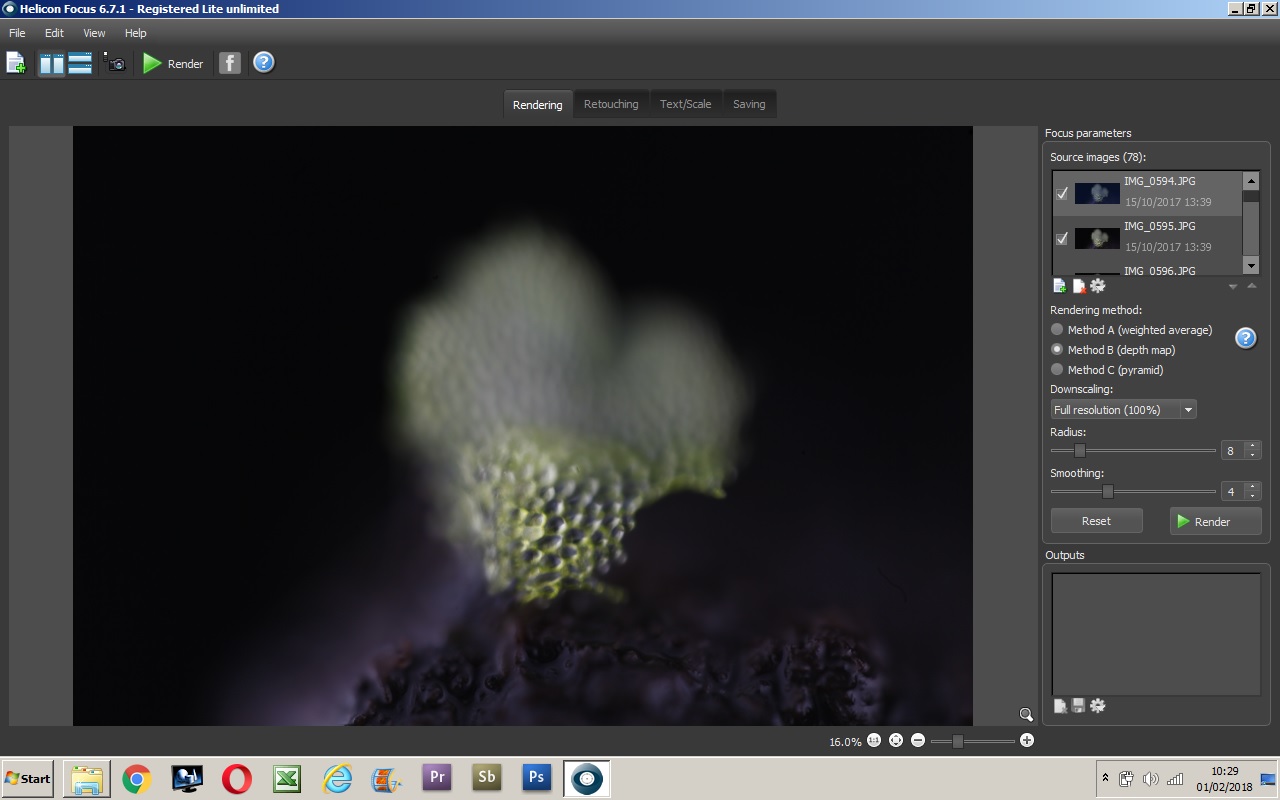 Helicon Focus 6.7.1 - Registered Lite unlimited
File Edit View Help
Render
Rendering Retouching Text/Scale Saving
Focus parameters
Source images (78):
IMG_0594.JPG
15/10/2017 13:39
IMG_0595.JPG
15/10/2017 13:39
IMG_0596.JPG
Rendering method:
Method A (weighted average)
Method B (depth map)
Method C (pyramid)
Downscaling:
Full resolution (100%)
Radius:
8
Smoothing:
4
Reset Render
Outputs
16.0% 1:1
Start Pr Sb Ps 10:29
01/02/2018